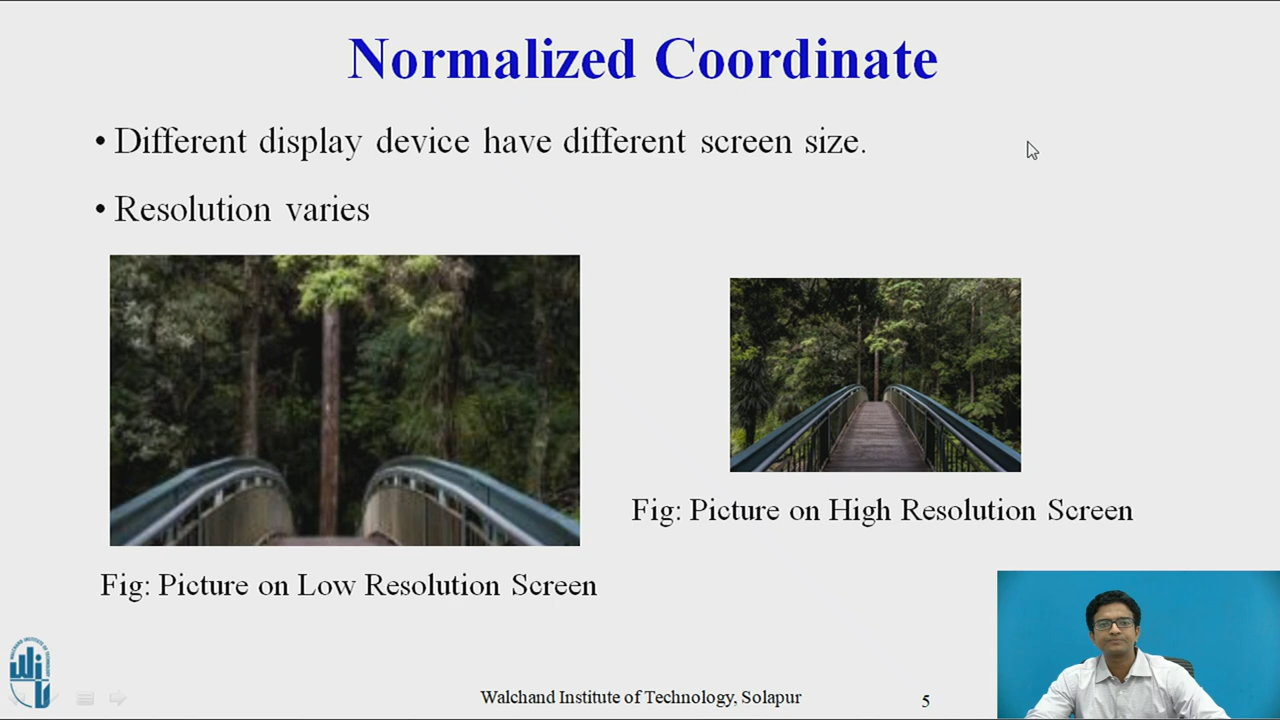 Normalized Coordinate
• Different display device have different screen size.
• Resolution varies
Fig: Picture on High Resolution Screen
Fig: Picture on Low Resolution Screen
Walchand Institute of Technology, Solapur
5